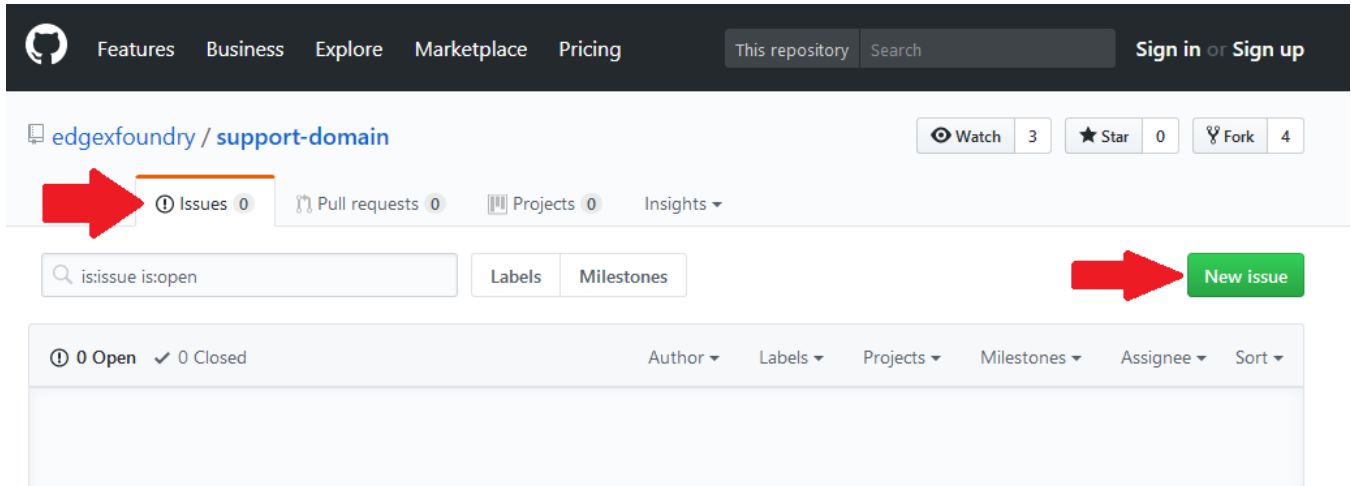 Features Business Explore Marketplace Pricing This repository Search Sign in or Sign up
edgexfoundry / support-domain Watch 3 Star 0 Fork 4
Issues 0 Pull requests 0 Projects 0 Insights
is:issue is:open Labels Milestones New issue
0 Open 0 Closed Author Labels Projects Milestones Assignee Sort